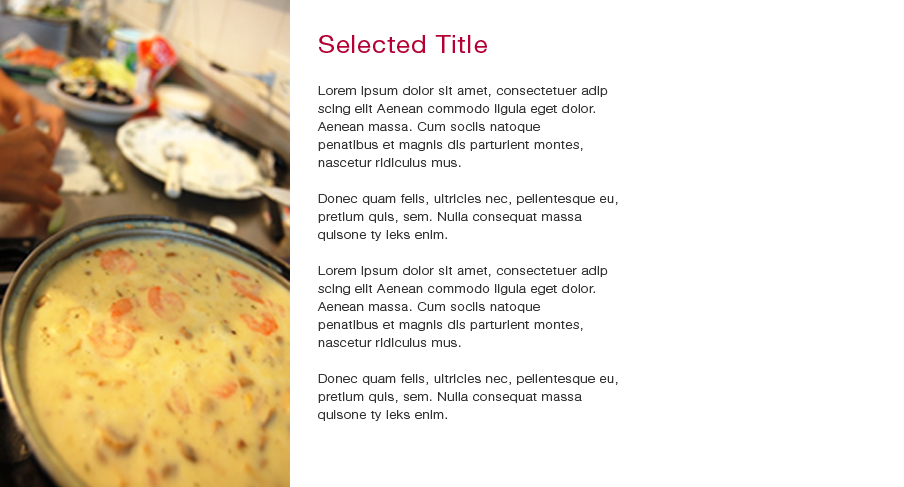 Selected Title
Lorem ipsum dolor sit amet, consectetuer adip
scing elit Aenean commodo ligula eget dolor.
Aenean massa. Cum sociis natoque
penatibus et magnis dis parturient montes,
nascetur ridiculus mus.
Donec quam felis, ultricies nec, pellentesque eu,
pretium quis, sem. Nulla consequat massa
quisone ty leks enim.
Lorem ipsum dolor sit amet, consectetuer adip
scing elit Aenean commodo ligula eget dolor.
Aenean massa. Cum sociis natoque
penatibus et magnis dis parturient montes,
nascetur ridiculus mus.
Donec quam felis, ultricies nec, pellentesque eu,
pretium quis, sem. Nulla consequat massa
quisone ty leks enim.